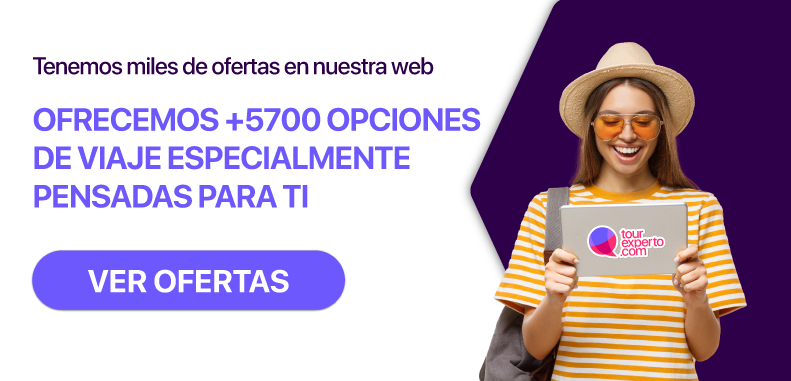 Tenemos miles de ofertas en nuestra web
OFRECEMOS +5700 OPCIONES
DE VIAJE ESPECIALMENTE
PENSADAS PARA TI
VER OFERTAS
tour
experto
.com